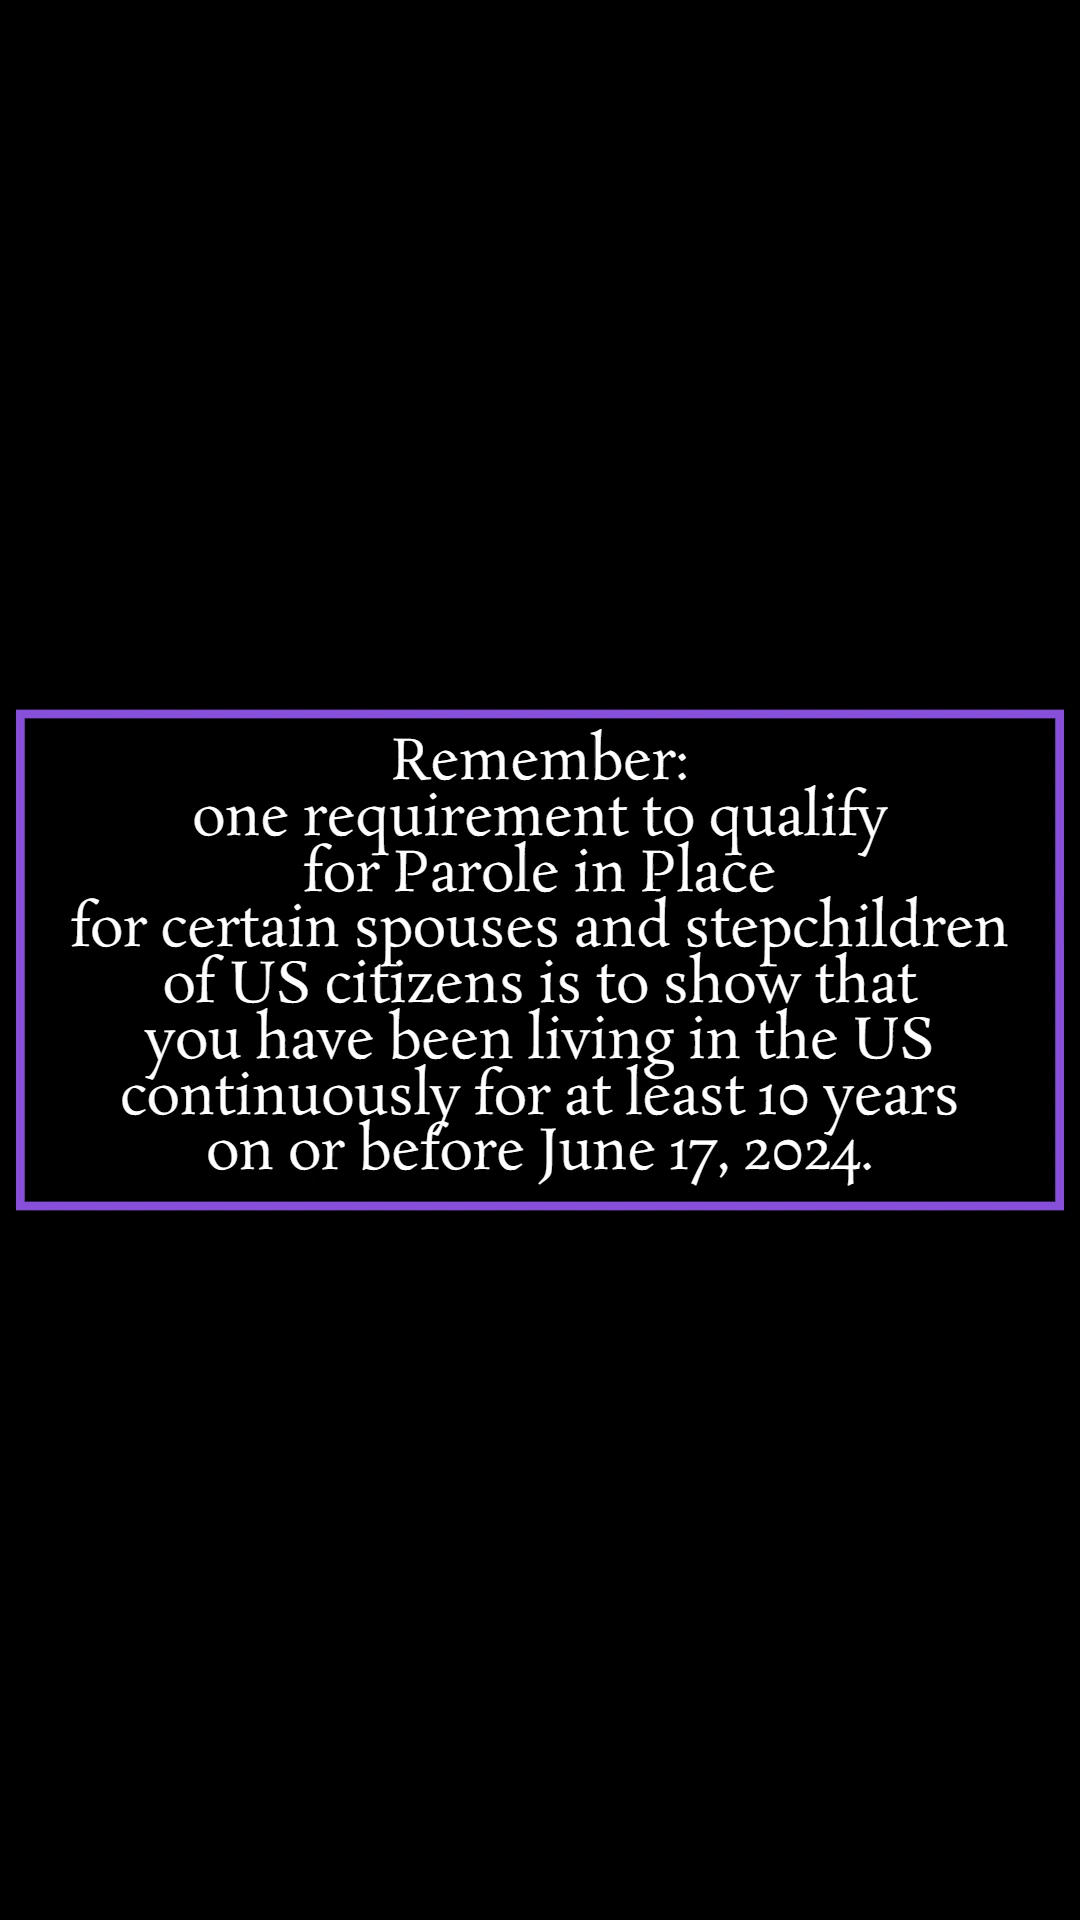 Remember:
one requirement to qualify
for Parole in Place
for certain spouses and stepchildren
of US citizens is to show that
you have been living in the US
continuously for at least 10 years
on or before June 17, 2024.